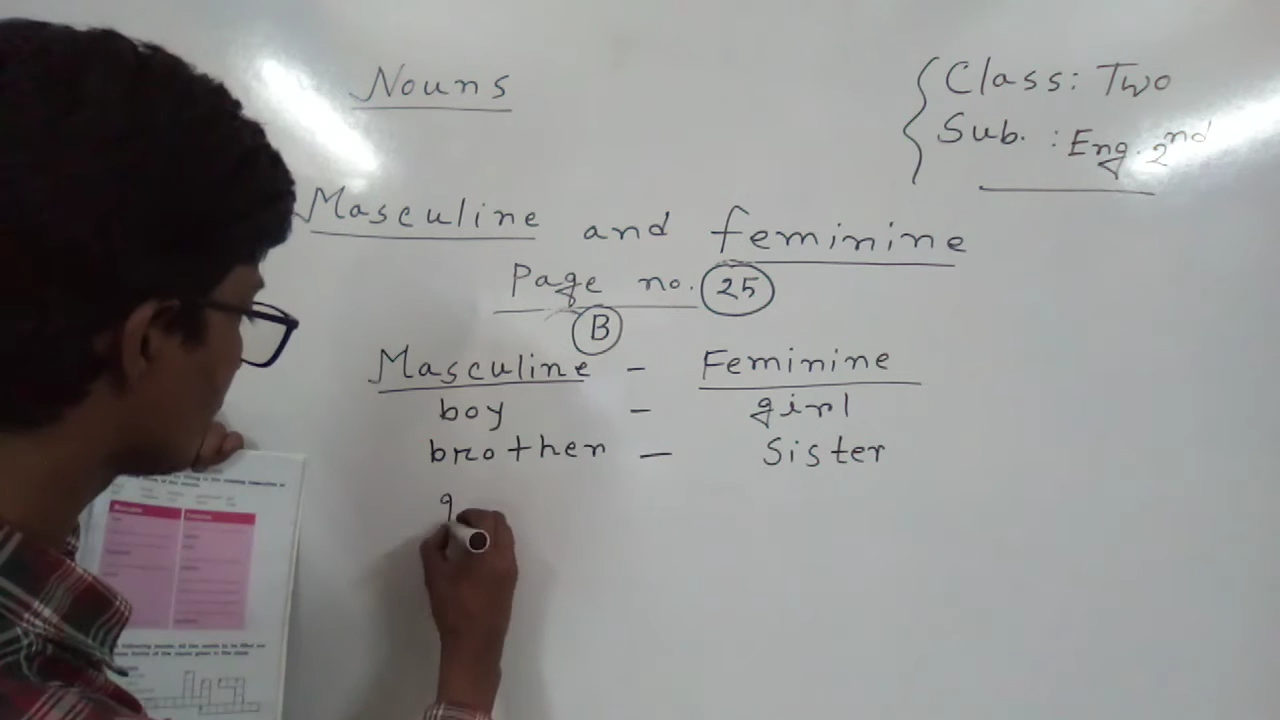 Nouns
{ Class: Two
Sub. : Eng. 2nd
Masculine and feminine
Page no. 25
B
Masculine - Feminine
boy - girl
brother - Sister
g